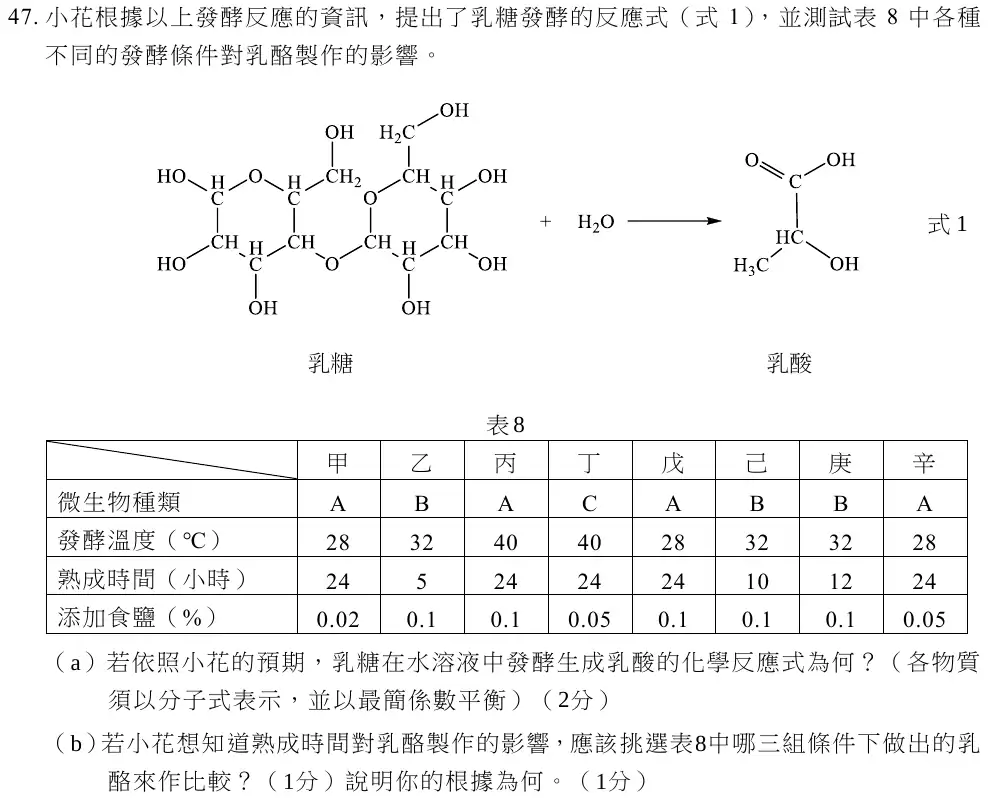 47. 小花根據以上發酵反應的資訊，提出了乳糖發酵的反應式（式 1），並測試表 8 中各種
不同的發酵條件對乳酪製作的影響。
OH
OH H₂C O OH
HO H O H CH₂ CH H OH C
C C O C + H₂O 式 1
CH H CH CH H CH HC
HO C O C OH H₃C OH
OH OH
乳糖 乳酸
表8
甲 乙 丙 丁 戊 己 庚 辛
微生物種類 A B A C A B B A
發酵溫度（℃） 28 32 40 40 28 32 32 28
熟成時間（小時） 24 5 24 24 24 10 12 24
添加食鹽（%） 0.02 0.1 0.1 0.05 0.1 0.1 0.1 0.05
（a）若依照小花的預期，乳糖在水溶液中發酵生成乳酸的化學反應式為何？（各物質
須以分子式表示，並以最簡係數平衡）（2分）
（b）若小花想知道熟成時間對乳酪製作的影響，應該挑選表8中哪三組條件下做出的乳
酪來作比較？（1分）說明你的根據為何。（1分）